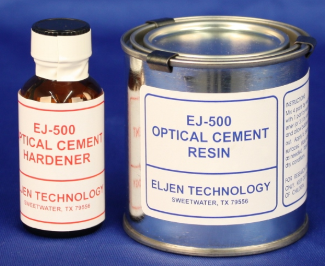 EJ-500
OPTICAL CEMENT
HARDENER
ELJEN TECHNOLOGY
SWEETWATER, TX 79556
EJ-500
OPTICAL CEMENT
RESIN
ELJEN TECHNOLOGY
SWEETWATER, TX 79556